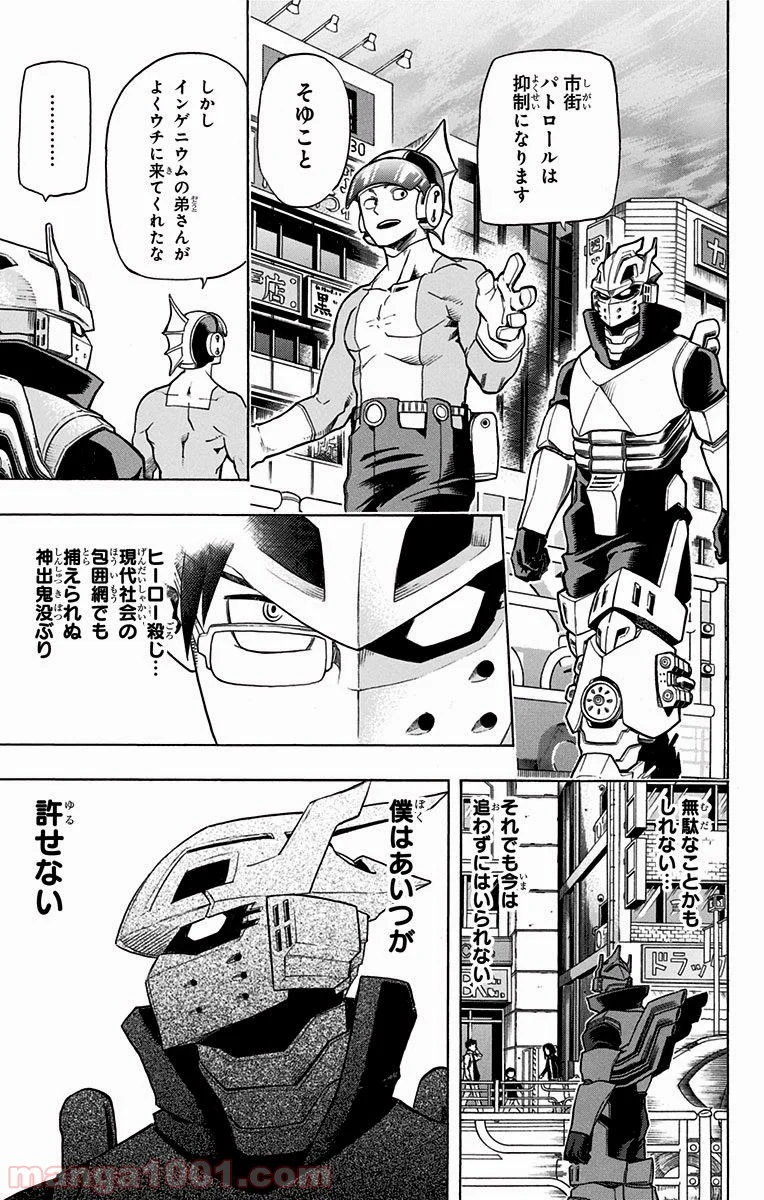 市街
パトロールは
抑制になります
そゆこと
しかし
インゲニウムの弟さんが
よくウチに来てくれたな
…………
ヒーロー殺し…
現代社会の
包囲網でも
捕えられぬ
神出鬼没ぶり
無駄なことかも
しれない…
それでも今は
追わずにはいられない
ドラッグ
僕はあいつが
許せない
manga1001.com